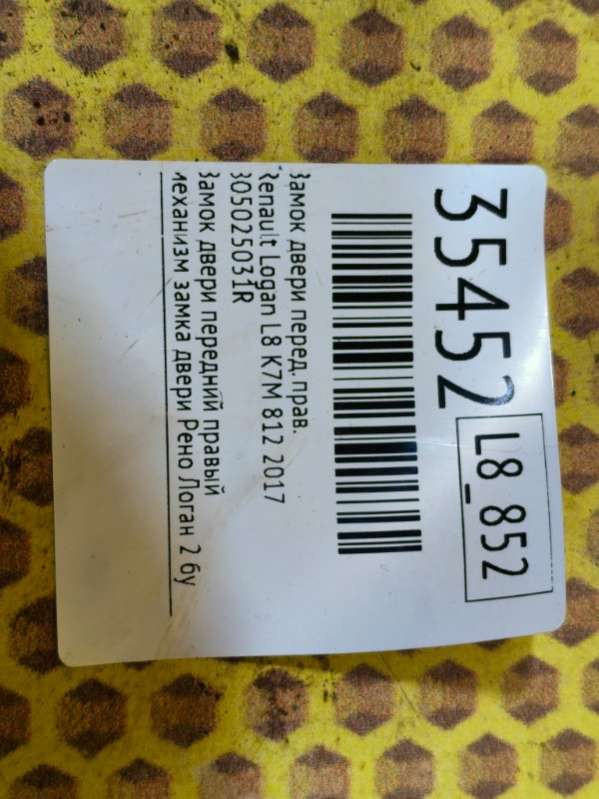 35452
L8_852
Замок двери перед. прав.
Renault Logan L8 K7M 812 2017
805025031R
Замок двери передний правый
механизм замка двери Рено Логан 2 бу